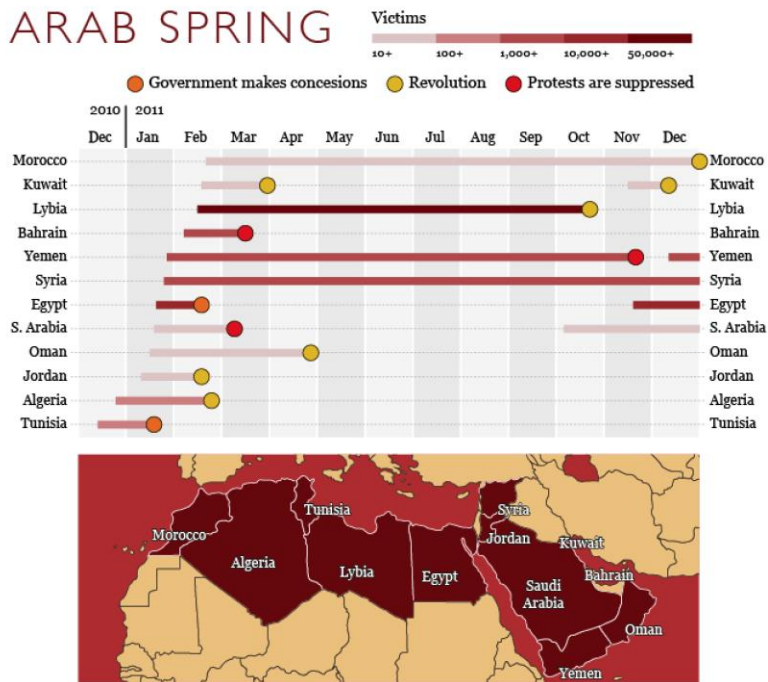 ARAB SPRING
Victims
10+ 100+ 1,000+ 10,000+ 50,000+
Government makes concesions Revolution Protests are suppressed
2010 2011
Dec Jan Feb Mar Apr May Jun Jul Aug Sep Oct Nov Dec
Morocco Morocco
Kuwait Kuwait
Lybia Lybia
Bahrain Bahrain
Yemen Yemen
Syria Syria
Egypt Egypt
S. Arabia S. Arabia
Oman Oman
Jordan Jordan
Algeria Algeria
Tunisia Tunisia
Tunisia Syria
Morocco Jordan Kuwait
Algeria Lybia Egypt Bahrain
Saudi
Arabia
Oman
Yemen